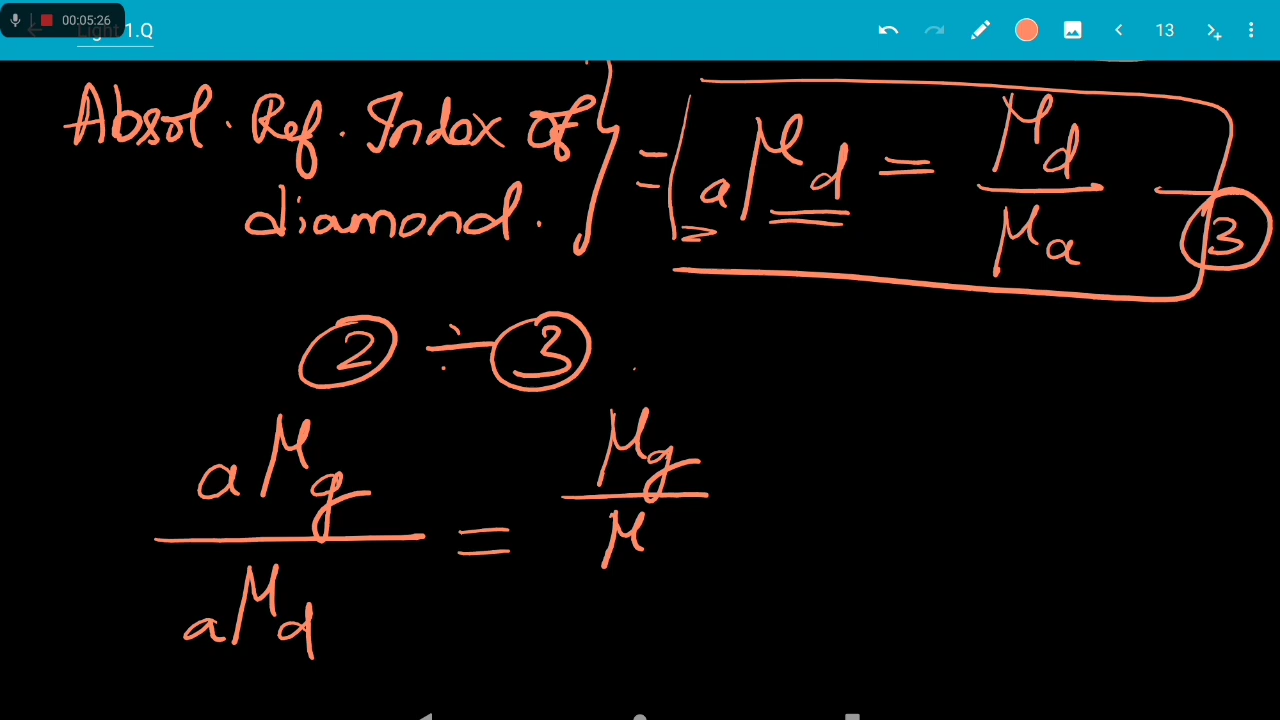 00:05:26
Light 1.Q
13
Absol. Ref. Index of
diamond. } = aμd = μd / μa — ③
② ÷ ③
aμg / aμd = μg / μ